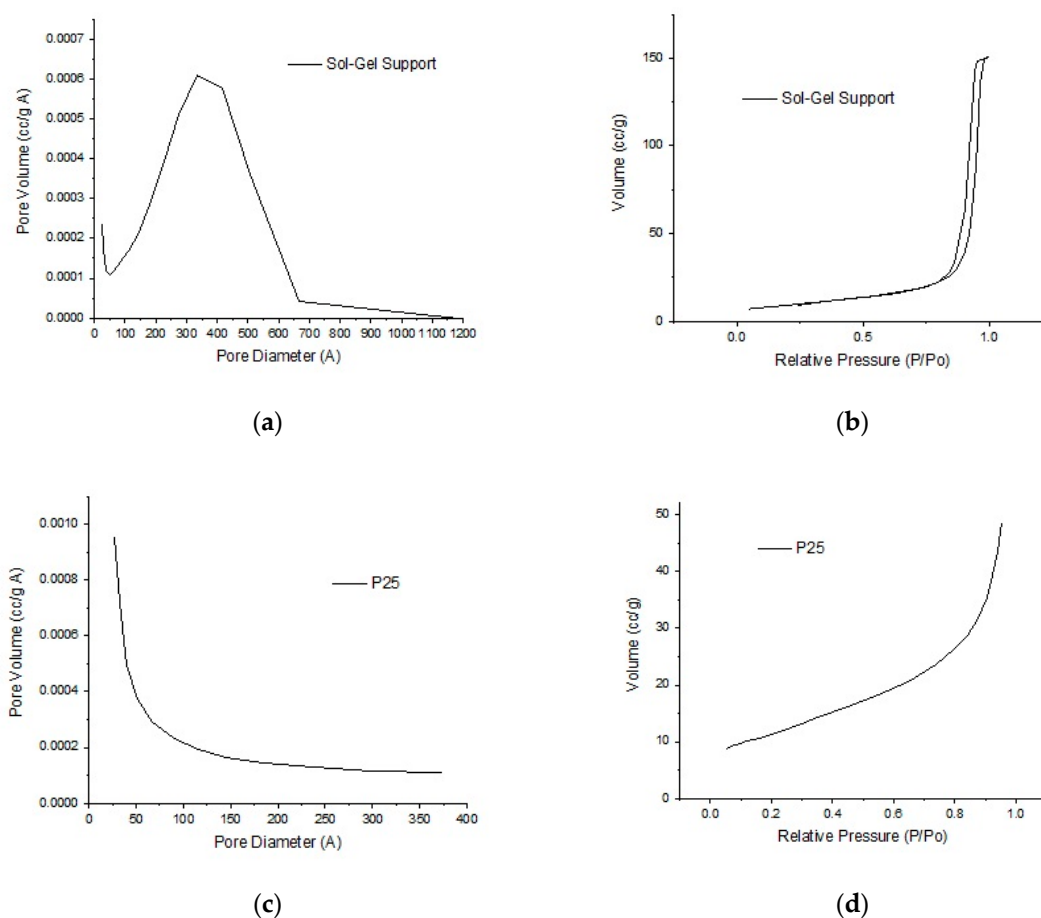 0.0007
0.0006
0.0005
0.0004
0.0003
0.0002
0.0001
0.0000
Pore Volume (cc/g A)
Sol-Gel Support
0 100 200 300 400 500 600 700 800 900 1000 1100 1200
Pore Diameter (A)
(a)
150
100
50
0
Volume (cc/g)
Sol-Gel Support
0.0 0.5 1.0
Relative Pressure (P/Po)
(b)
0.0010
0.0008
0.0006
0.0004
0.0002
0.0000
Pore Volume (cc/g A)
P25
0 50 100 150 200 250 300 350 400
Pore Diameter (A)
(c)
50
40
30
20
10
0
Volume (cc/g)
P25
0.0 0.2 0.4 0.6 0.8 1.0
Relative Pressure (P/Po)
(d)